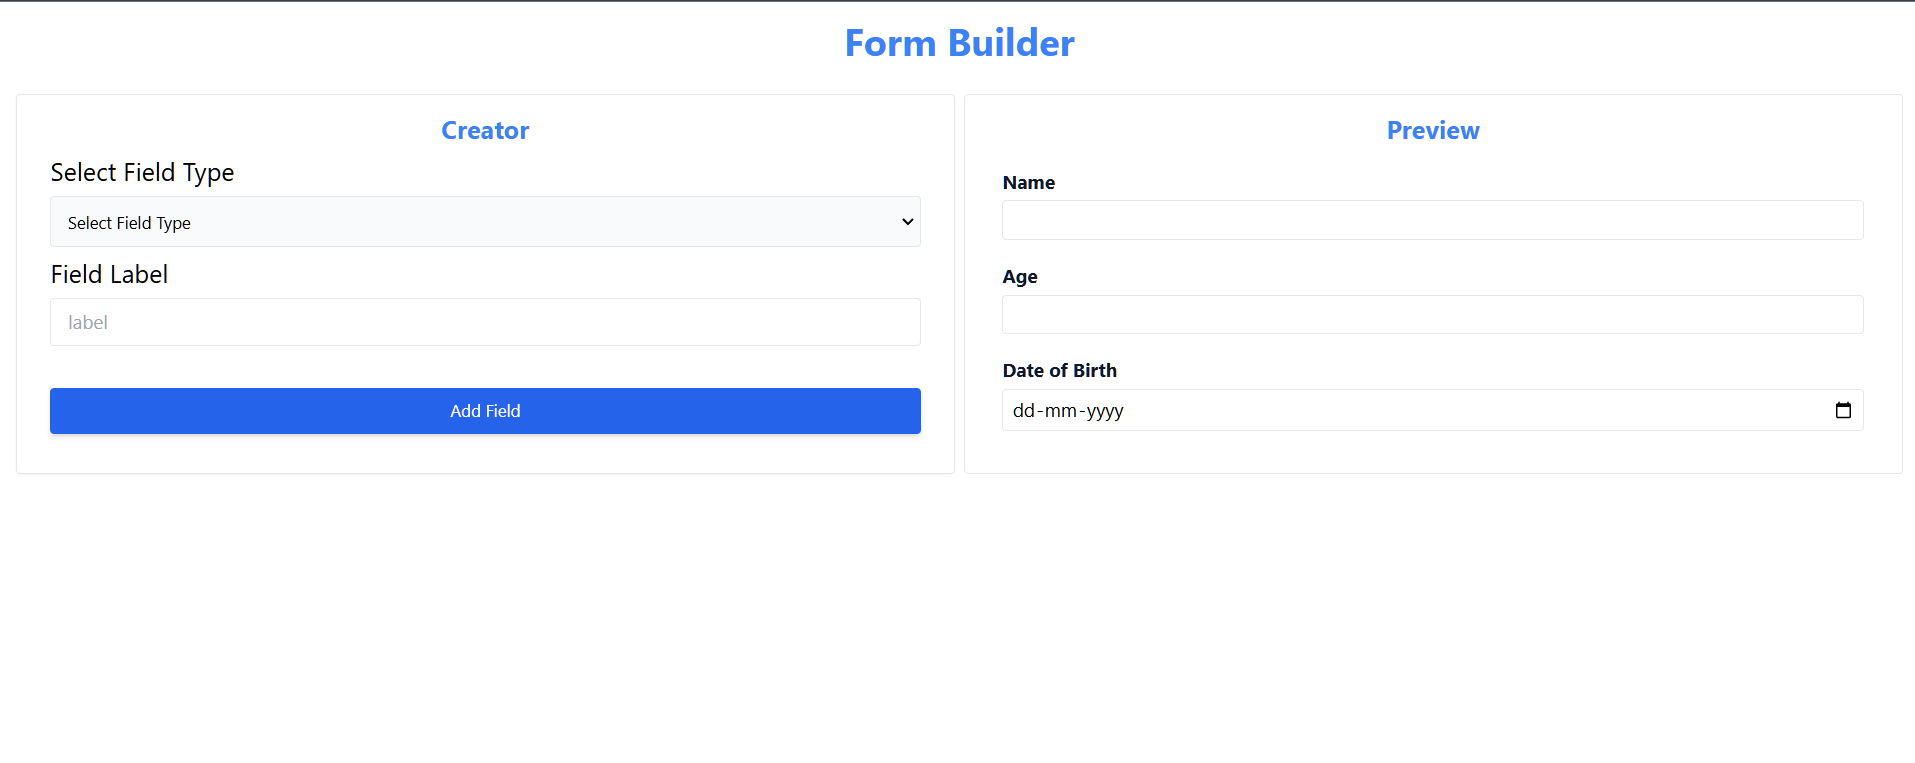 Form Builder
Creator
Select Field Type
Select Field Type
Field Label
label
Add Field
Preview
Name
Age
Date of Birth
dd-mm-yyyy